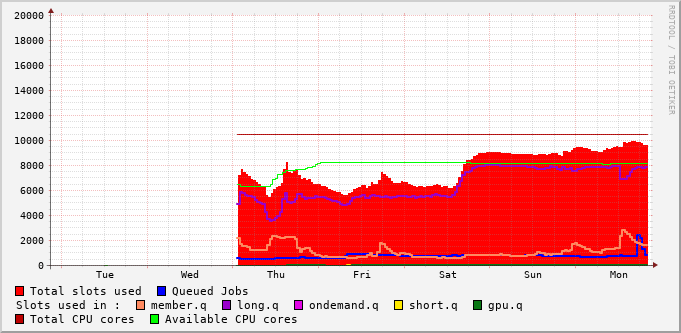 20000
18000
16000
14000
12000
10000
8000
6000
4000
2000
0
Tue Wed Thu Fri Sat Sun Mon
RRDTOOL / TOBI OETIKER
Total slots used Queued Jobs
Slots used in : member.q long.q ondemand.q short.q gpu.q
Total CPU cores Available CPU cores